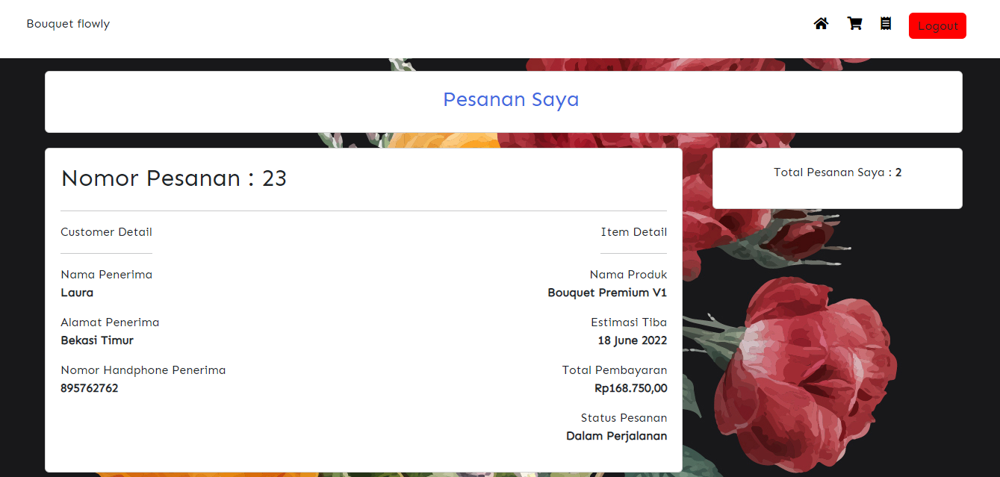 Bouquet flowly
Logout
Pesanan Saya
Nomor Pesanan : 23
Total Pesanan Saya : 2
Customer Detail
Nama Penerima
Laura
Alamat Penerima
Bekasi Timur
Nomor Handphone Penerima
895762762
Item Detail
Nama Produk
Bouquet Premium V1
Estimasi Tiba
18 June 2022
Total Pembayaran
Rp168.750,00
Status Pesanan
Dalam Perjalanan